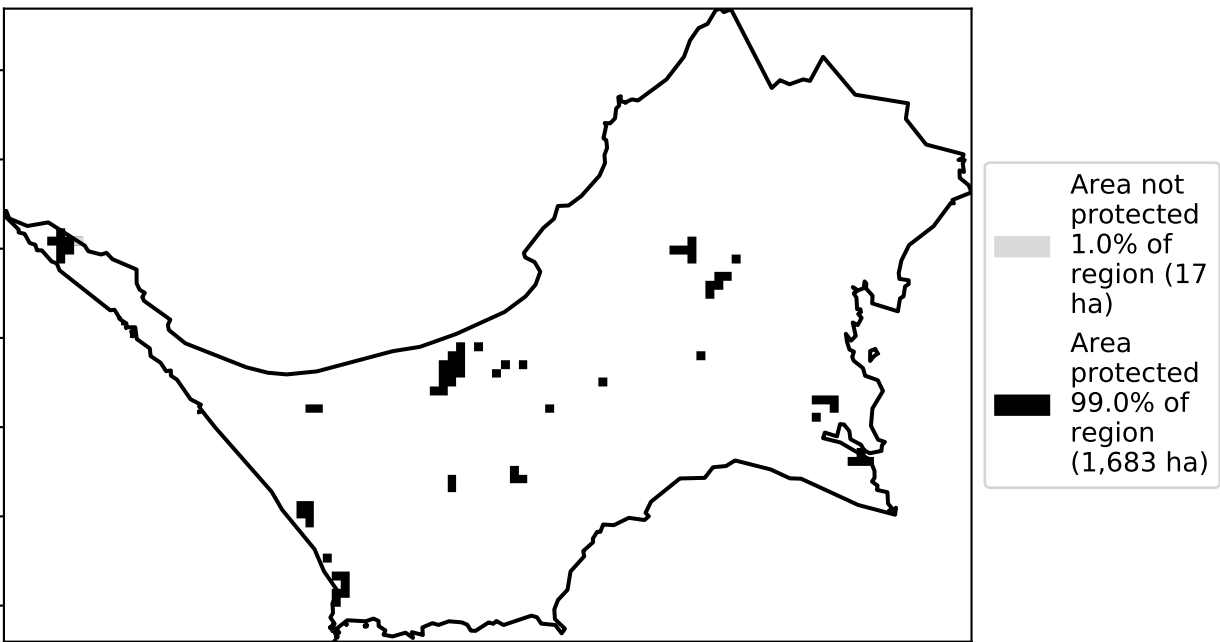 Area not
protected
1.0% of
region (17
ha)
Area
protected
99.0% of
region
(1,683 ha)